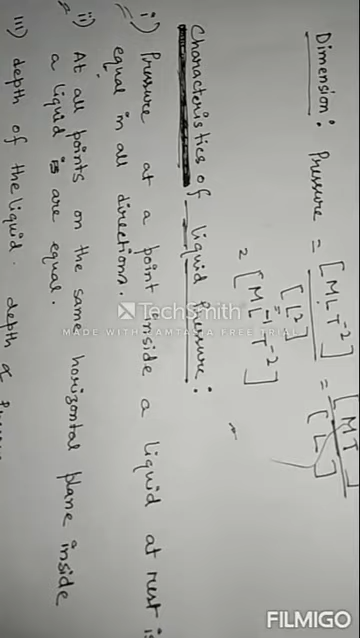 Dimension: Pressure = [MLT⁻²] / [L²] = [MT ] / [L ]
= [ML⁻¹T⁻²]
Characteristics of liquid Pressure:
i) Pressure at a point inside a liquid at rest is
equal in all directions.
ii) At all points on the same horizontal plane inside
a liquid are equal.
iii) depth of the liquid. depth ∝
TechSmith
MADE WITH CAMTASIA FREE TRIAL
FILMIGO